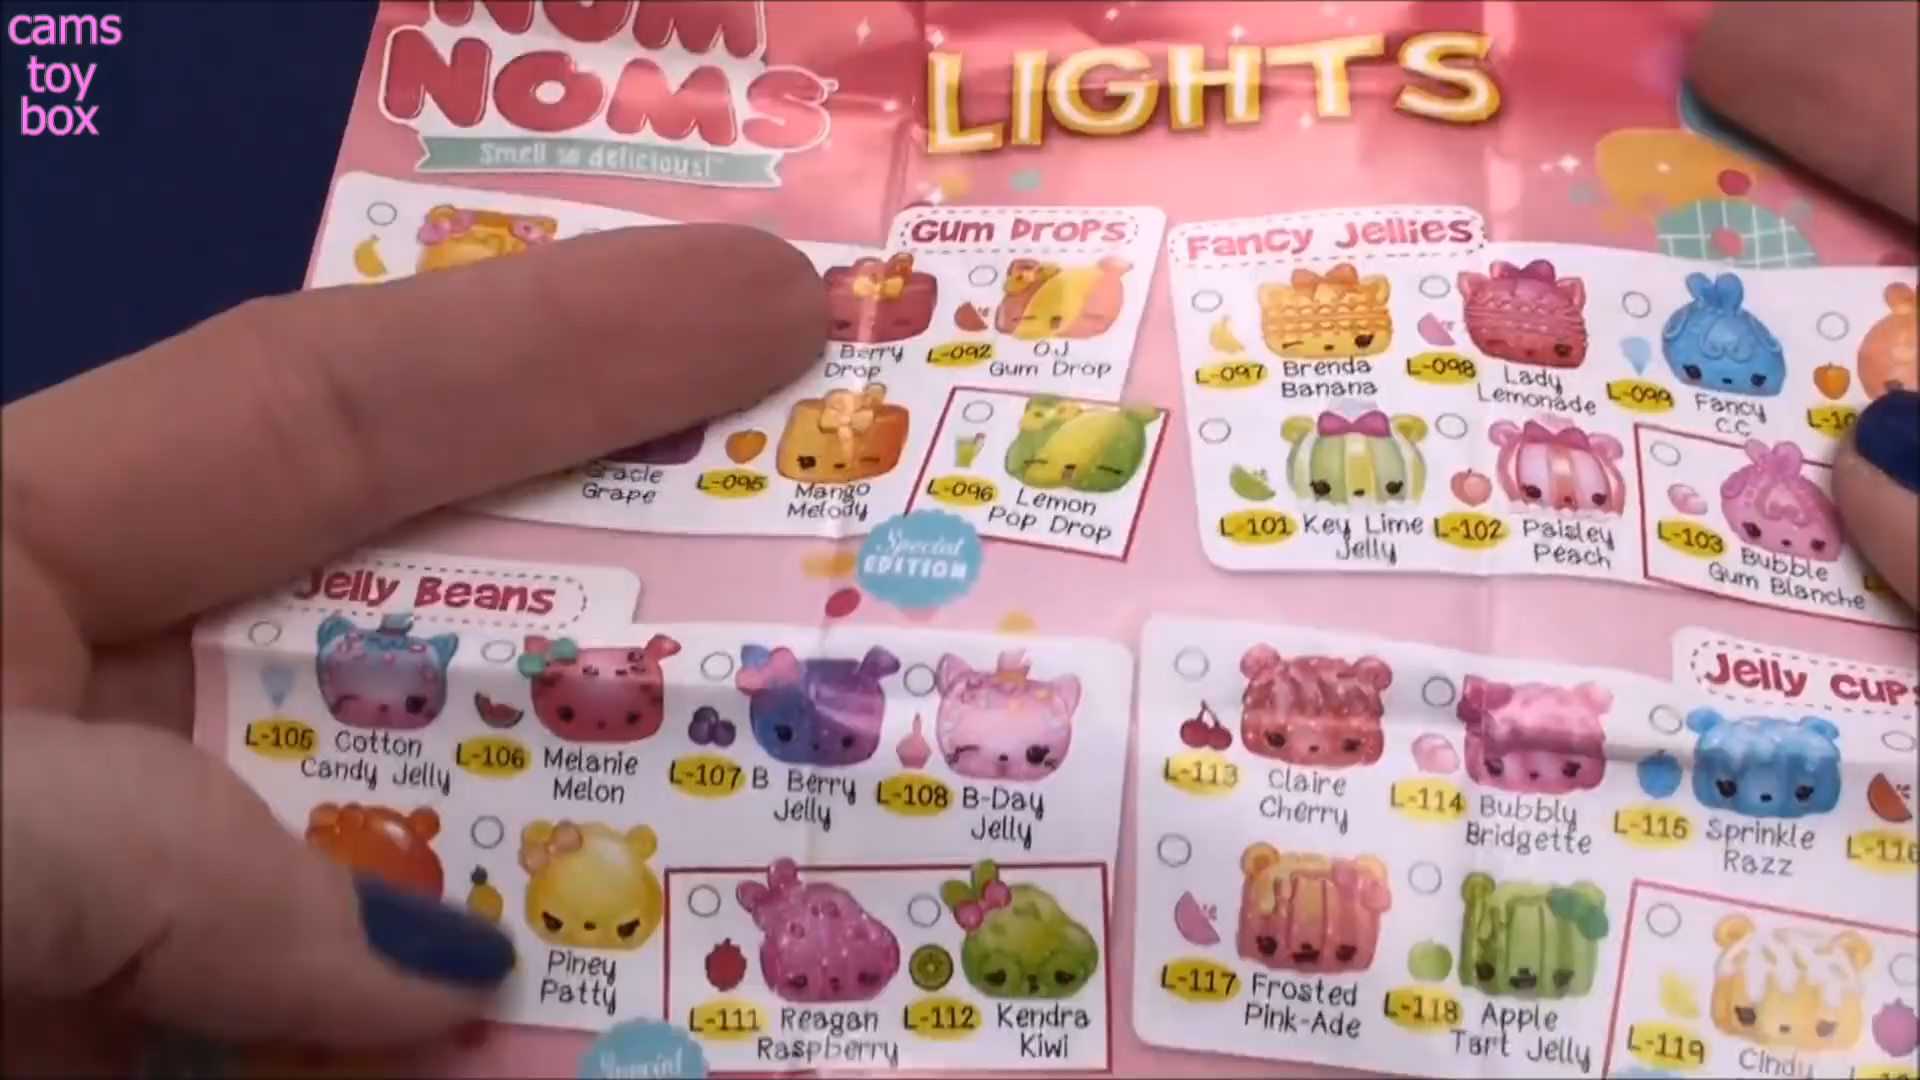 cams
toy
box
NUM
NOMS
Smell so delicious!™
LIGHTS
Gum Drops
Berry
Drop
L-092
OJ
Gum Drop
Gracie
Grape
L-095
Mango
Melody
L-096
Lemon
Pop Drop
Special
EDITION
Fancy Jellies
L-097
Brenda
Banana
L-098
Lady
Lemonade
L-099
Fancy
C.C
L-101
Key Lime
Jelly
L-102
Paisley
Peach
L-103
Bubble
Gum Blanche
Jelly Beans
L-105
Cotton
Candy Jelly
L-106
Melanie
Melon
L-107
B Berry
Jelly
L-108
B-Day
Jelly
Piney
Patty
L-111
Reagan
Raspberry
L-112
Kendra
Kiwi
Special
Jelly Cups
L-113
Claire
Cherry
L-114
Bubbly
Bridgette
L-115
Sprinkle
Razz
L-116
L-117
Frosted
Pink-Ade
L-118
Apple
Tart Jelly
L-119
Cindy